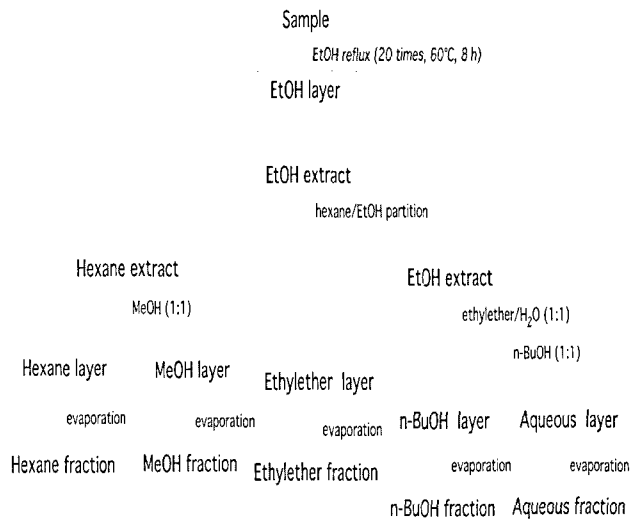 Sample
EtOH reflux (20 times, 60°C, 8 h)
EtOH layer
EtOH extract
hexane/EtOH partition
Hexane extract
EtOH extract
MeOH (1:1)
ethylether/H₂O (1:1)
n-BuOH (1:1)
Hexane layer
MeOH layer
Ethylether layer
evaporation
evaporation
evaporation
n-BuOH layer
Aqueous layer
Hexane fraction
MeOH fraction
Ethylether fraction
evaporation
evaporation
n-BuOH fraction
Aqueous fraction